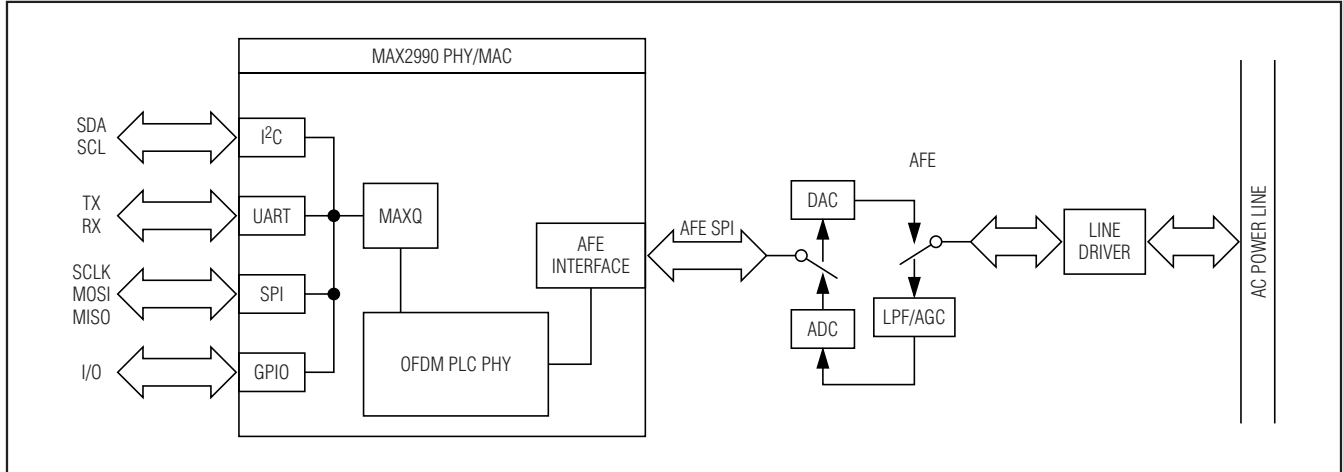 MAX2990 PHY/MAC
SDA
SCL
I²C
TX
RX
UART
MAXQ
SCLK
MOSI
MISO
SPI
I/O
GPIO
OFDM PLC PHY
AFE
INTERFACE
AFE SPI
AFE
DAC
ADC
LPF/AGC
LINE
DRIVER
AC POWER LINE